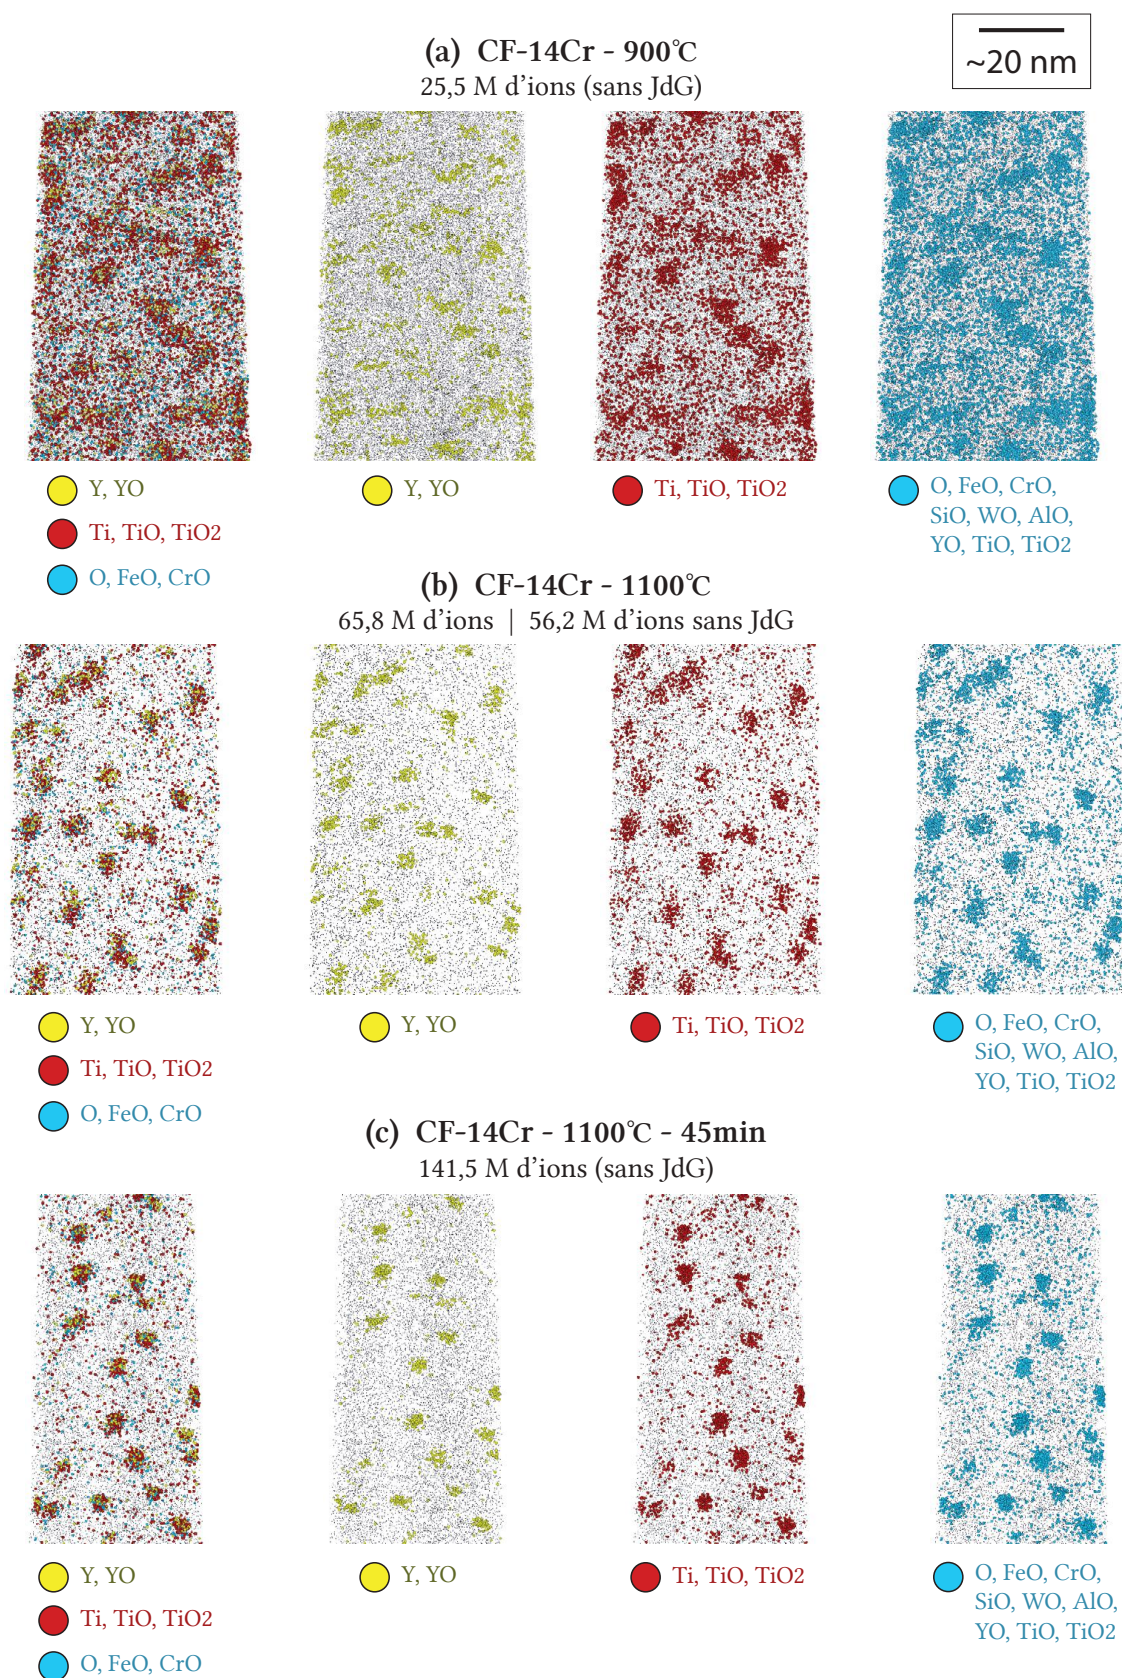 (a) CF-14Cr - 900℃
25,5 M d’ions (sans JdG)
~20 nm
Y, YO
Ti, TiO, TiO2
O, FeO, CrO
Y, YO
Ti, TiO, TiO2
O, FeO, CrO,
SiO, WO, AlO,
YO, TiO, TiO2
(b) CF-14Cr - 1100℃
65,8 M d’ions | 56,2 M d’ions sans JdG
Y, YO
Ti, TiO, TiO2
O, FeO, CrO
Y, YO
Ti, TiO, TiO2
O, FeO, CrO,
SiO, WO, AlO,
YO, TiO, TiO2
(c) CF-14Cr - 1100℃ - 45min
141,5 M d’ions (sans JdG)
Y, YO
Ti, TiO, TiO2
O, FeO, CrO
Y, YO
Ti, TiO, TiO2
O, FeO, CrO,
SiO, WO, AlO,
YO, TiO, TiO2